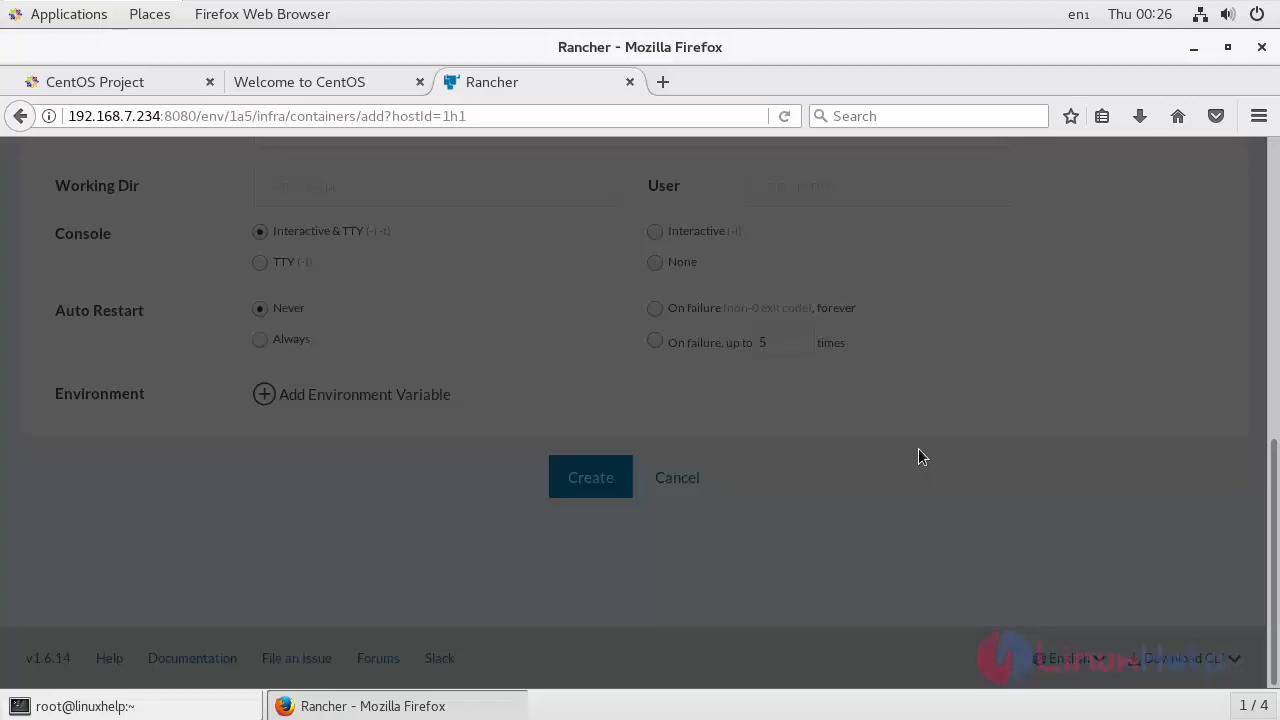 Applications Places Firefox Web Browser en₁ Thu 00:26
Rancher - Mozilla Firefox
CentOS Project Welcome to CentOS Rancher
192.168.7.234:8080/env/1a5/infra/containers/add?hostId=1h1 Search
Working Dir User
Console Interactive & TTY (-i -t) Interactive (-i)
TTY (-t) None
Auto Restart Never On failure (non-0 exit code), forever
Always On failure, up to 5 times
Environment Add Environment Variable
Create Cancel
v1.6.14 Help Documentation File an Issue Forums Slack English Download CLI
LinuxHelp
root@linuxhelp:~ Rancher - Mozilla Firefox 1 / 4